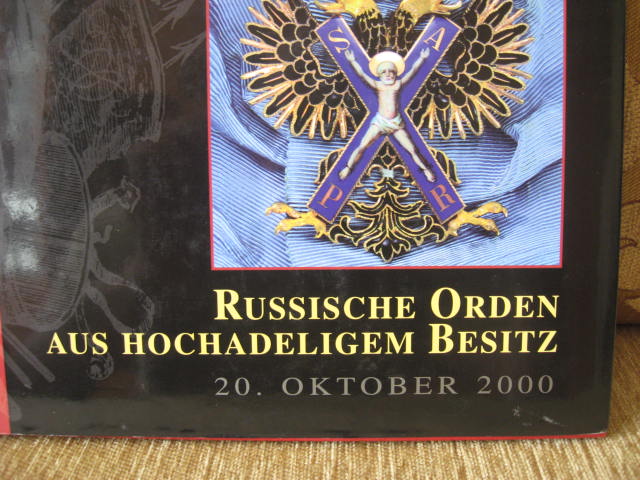 S A
P R
RUSSISCHE ORDEN
AUS HOCHADELIGEM BESITZ
20. OKTOBER 2000